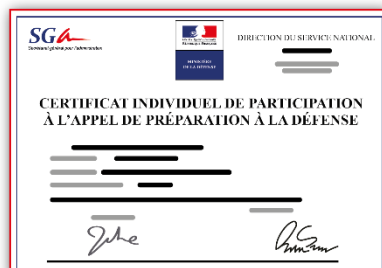 SGA
Secrétariat général pour l'administration
RÉPUBLIQUE FRANÇAISE
MINISTÈRE
DE LA DÉFENSE
DIRECTION DU SERVICE NATIONAL
CERTIFICAT INDIVIDUEL DE PARTICIPATION
À L'APPEL DE PRÉPARATION À LA DÉFENSE